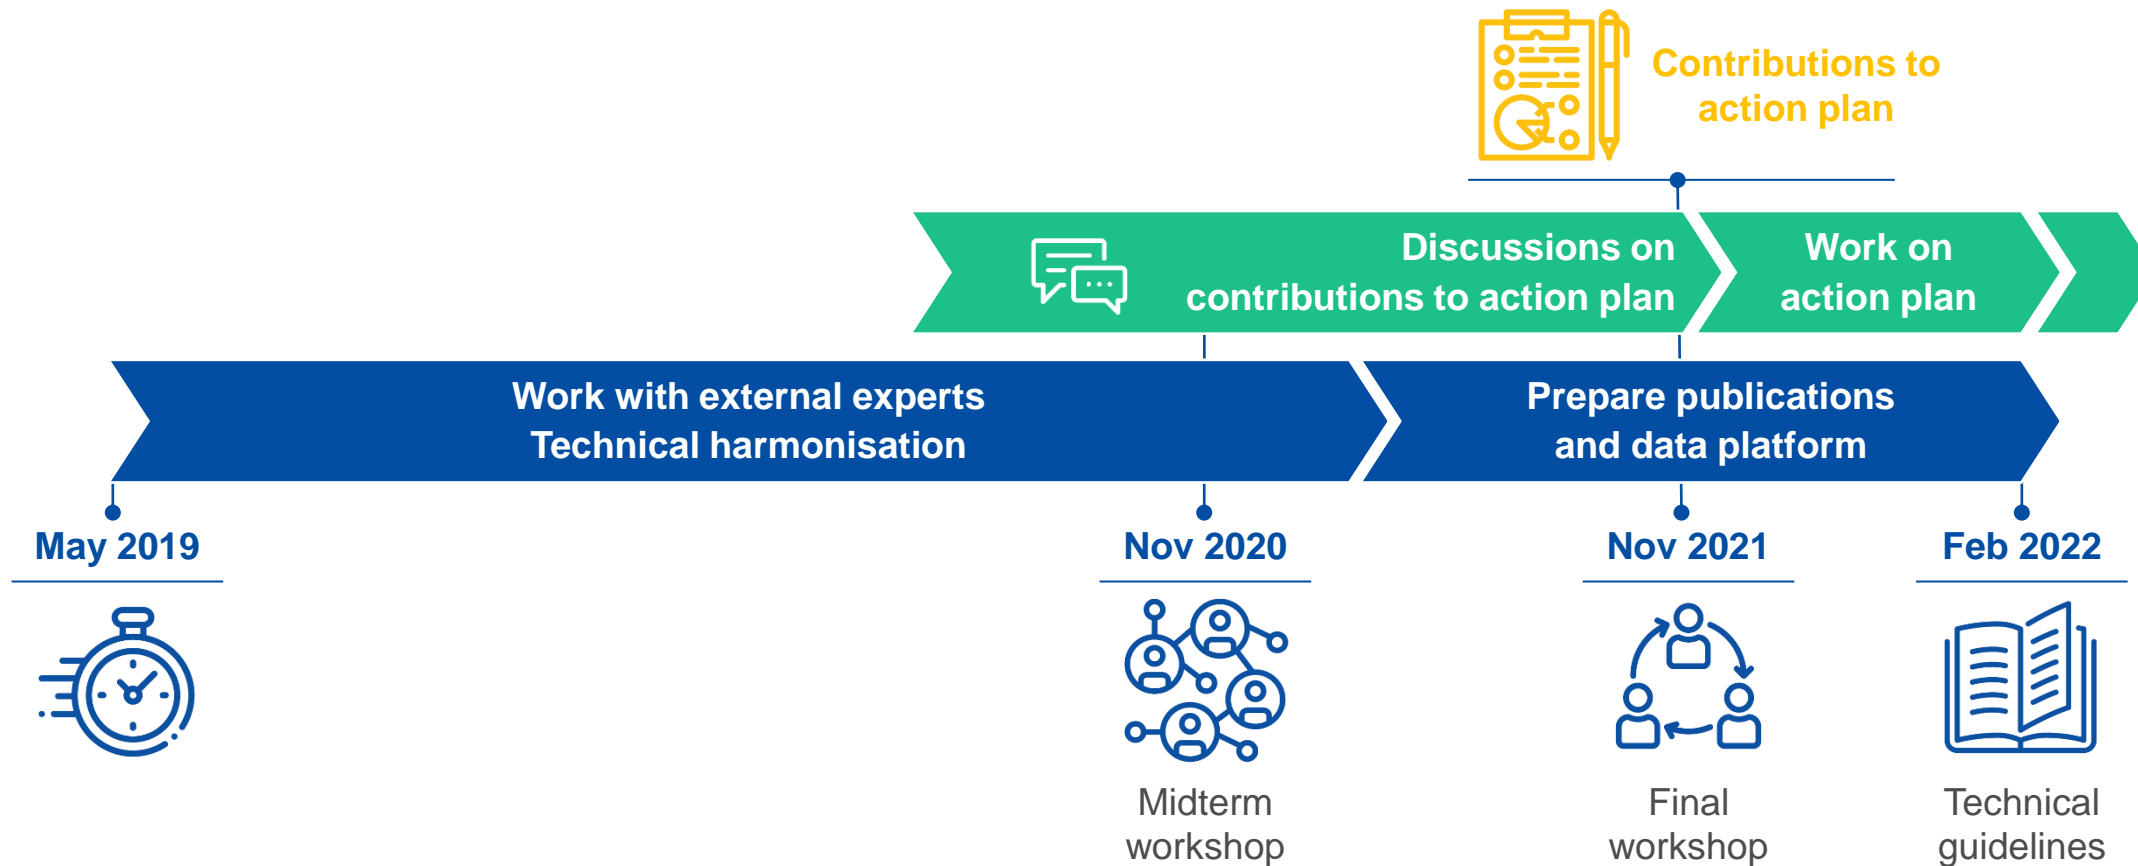 Contributions to
action plan
Discussions on
contributions to action plan
Work on
action plan
Work with external experts
Technical harmonisation
Prepare publications
and data platform
May 2019
Nov 2020
Nov 2021
Feb 2022
Midterm
workshop
Final
workshop
Technical
guidelines